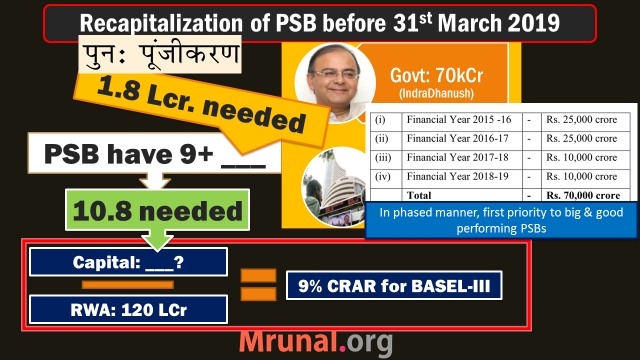 Recapitalization of PSB before 31st March 2019
पुनः पूंजीकरण
1.8 Lcr. needed
Govt: 70kCr
(IndraDhanush)
(i) Financial Year 2015 -16 - Rs. 25,000 crore
(ii) Financial Year 2016-17 - Rs. 25,000 crore
(iii) Financial Year 2017-18 - Rs. 10,000 crore
(iv) Financial Year 2018-19 - Rs. 10,000 crore
Total - Rs. 70,000 crore
In phased manner, first priority to big & good
performing PSBs
PSB have 9+ ___
10.8 needed
Capital: ___?
RWA: 120 LCr
9% CRAR for BASEL-III
Mrunal.org